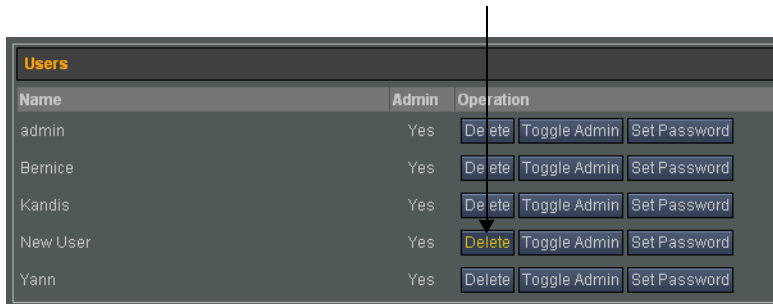 Users
Name Admin Operation
admin Yes Delete Toggle Admin Set Password
Bernice Yes Delete Toggle Admin Set Password
Kandis Yes Delete Toggle Admin Set Password
New User Yes Delete Toggle Admin Set Password
Yann Yes Delete Toggle Admin Set Password